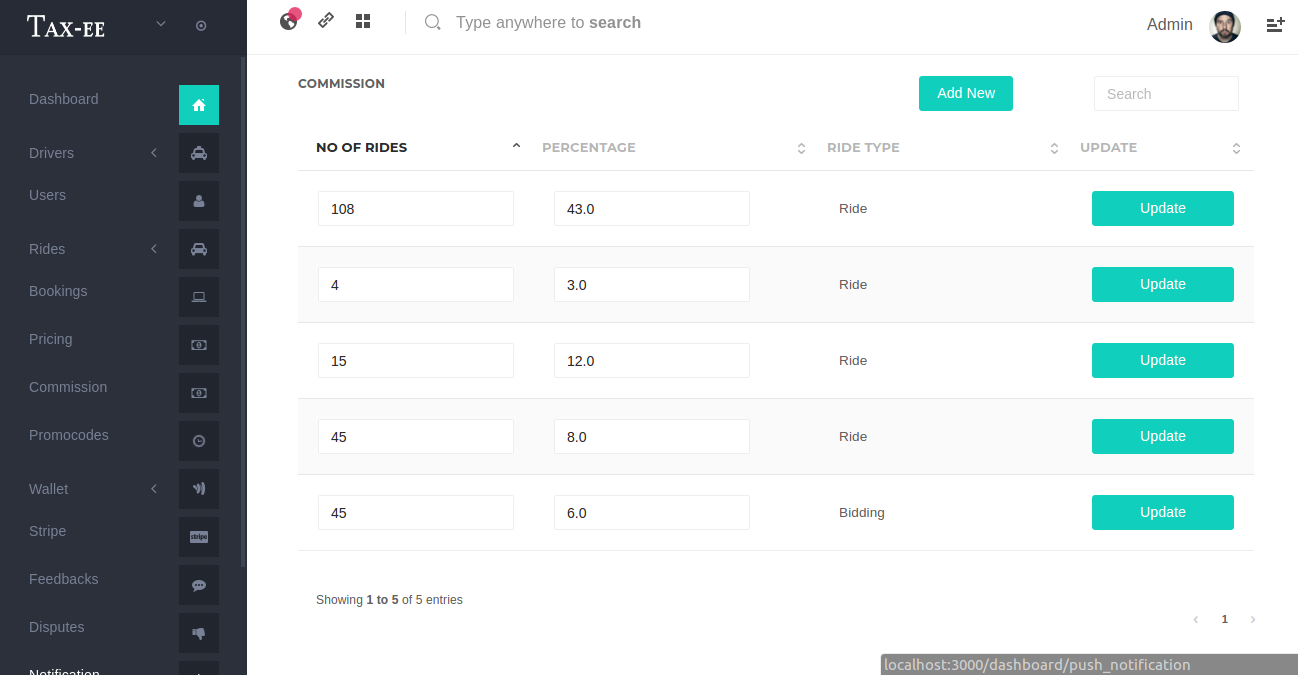 TAX-EE
Dashboard
Drivers
Users
Rides
Bookings
Pricing
Commission
Promocodes
Wallet
Stripe
stripe
Feedbacks
Disputes
Notification
Type anywhere to search
Admin
COMMISSION
Add New
Search
NO OF RIDES PERCENTAGE RIDE TYPE UPDATE
108 43.0 Ride Update
4 3.0 Ride Update
15 12.0 Ride Update
45 8.0 Ride Update
45 6.0 Bidding Update
Showing 1 to 5 of 5 entries
‹ 1 ›
localhost:3000/dashboard/push_notification